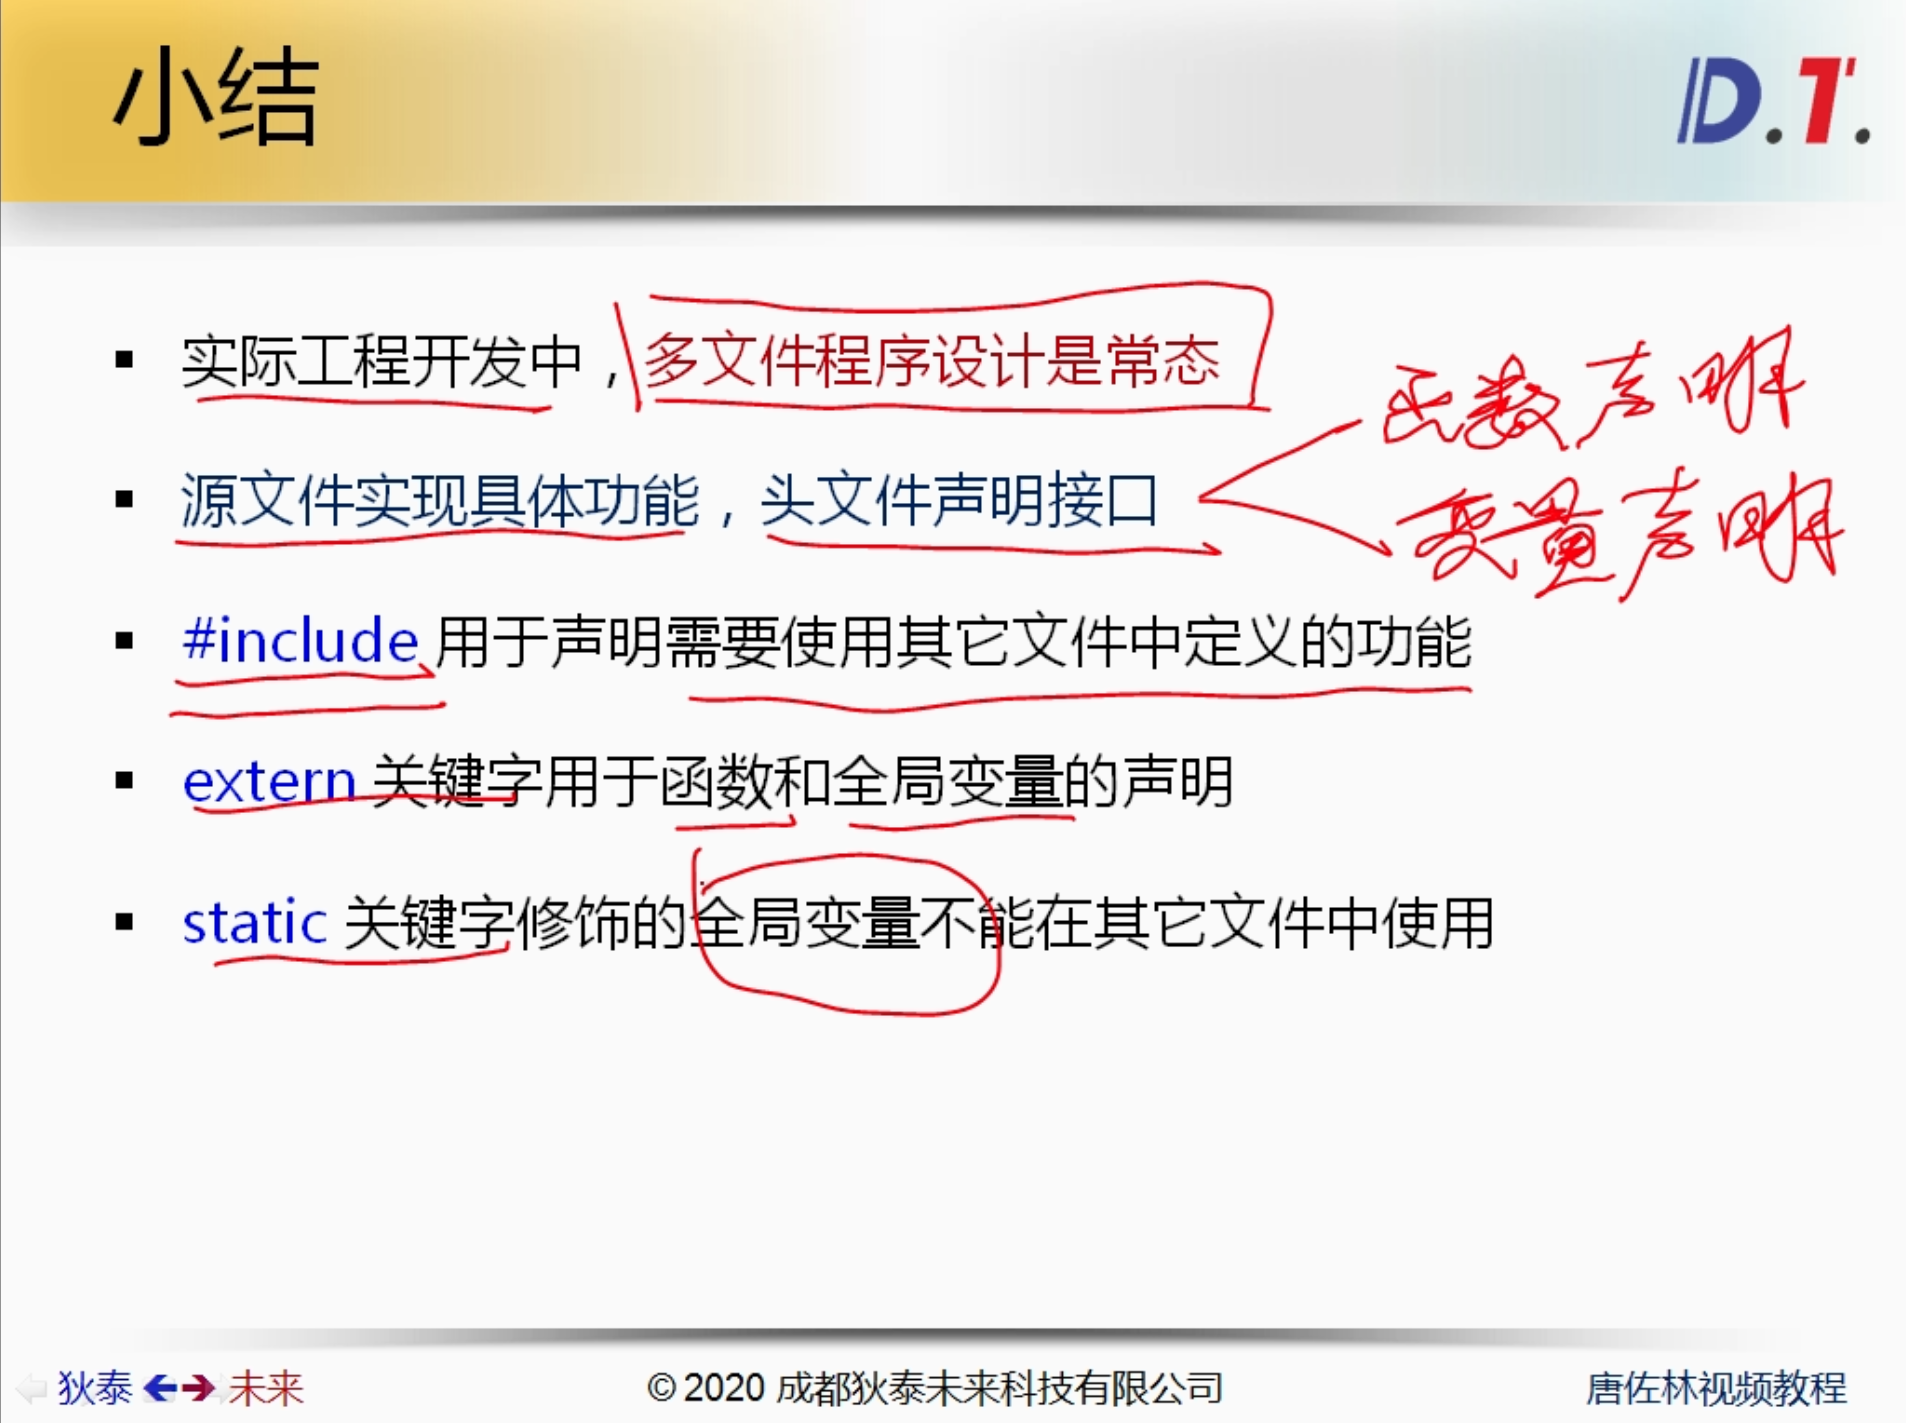 小结
D.T.
实际工程开发中，多文件程序设计是常态
函数声明
源文件实现具体功能，头文件声明接口
变量声明
#include 用于声明需要使用其它文件中定义的功能
extern 关键字用于函数和全局变量的声明
static 关键字修饰的全局变量不能在其它文件中使用
狄泰 未来
© 2020 成都狄泰未来科技有限公司
唐佐林视频教程